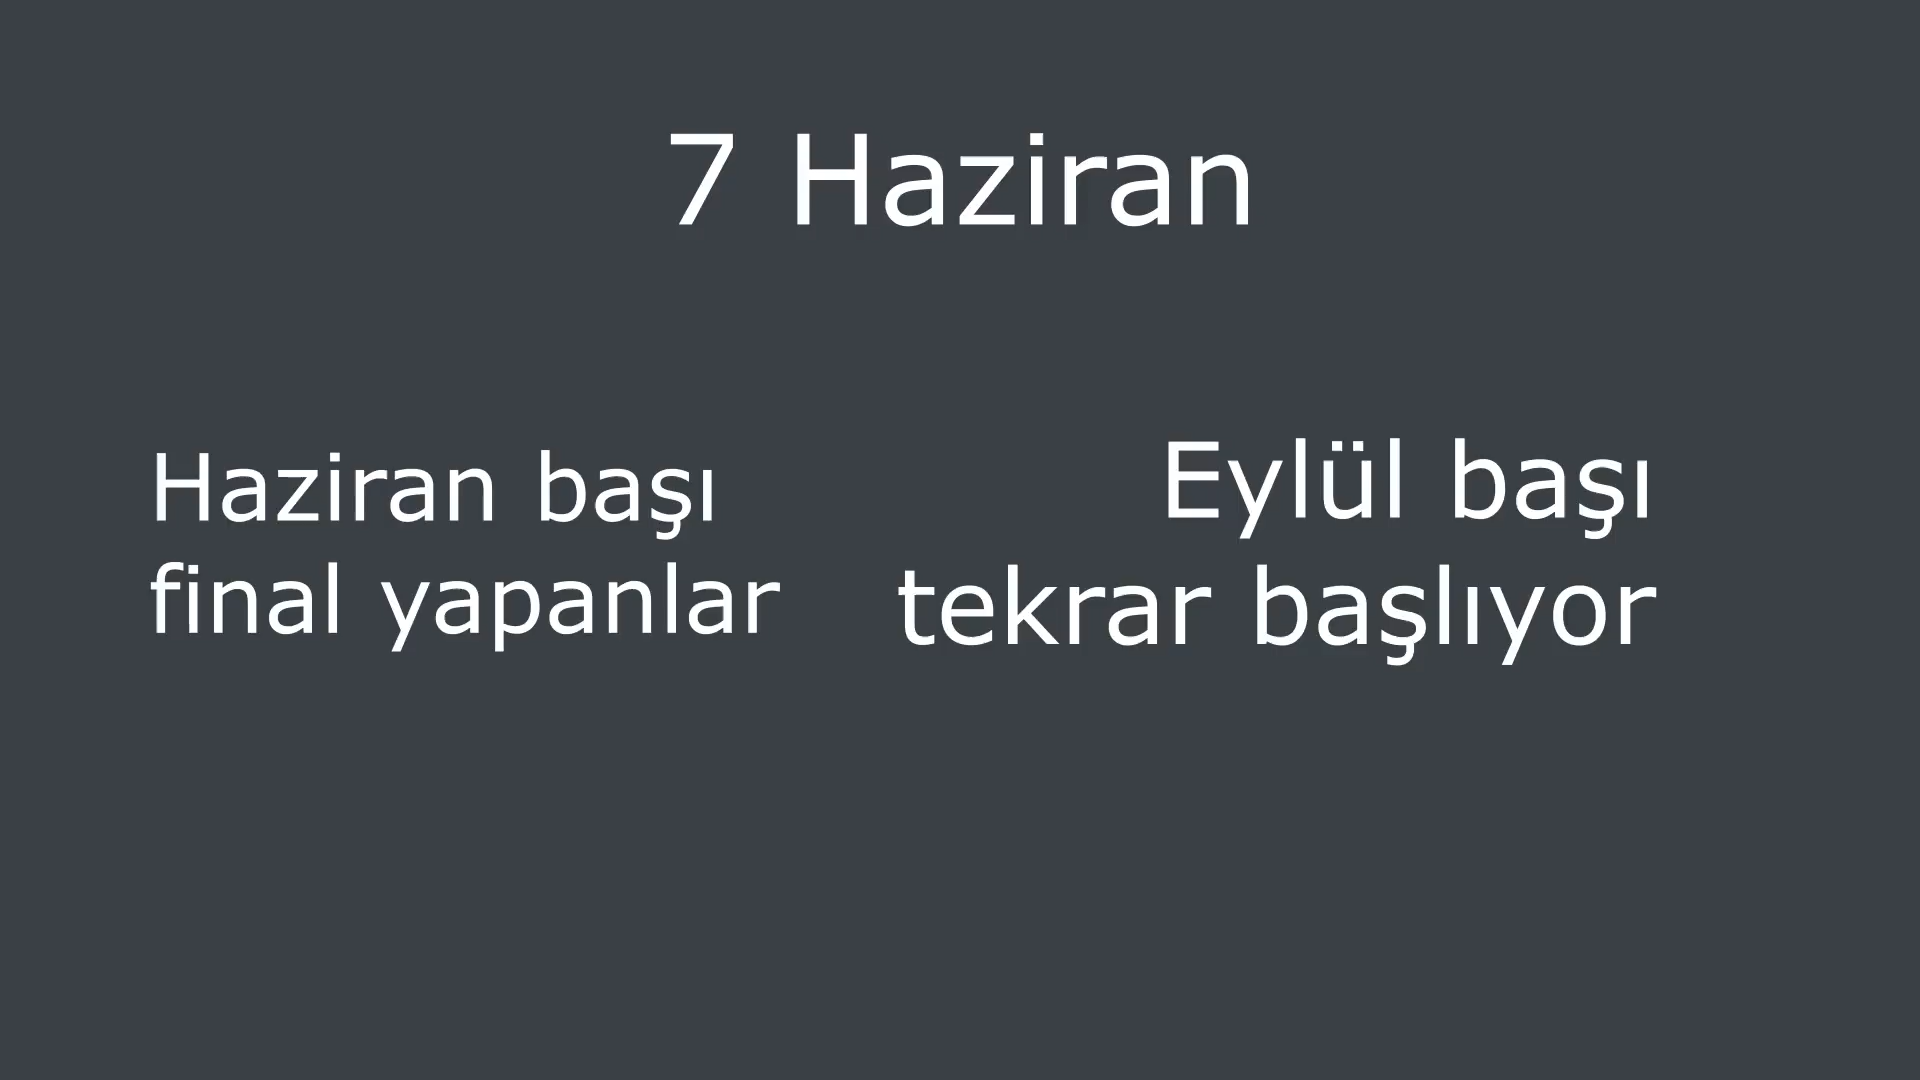 7 Haziran
Haziran başı
final yapanlar
Eylül başı
tekrar başlıyor